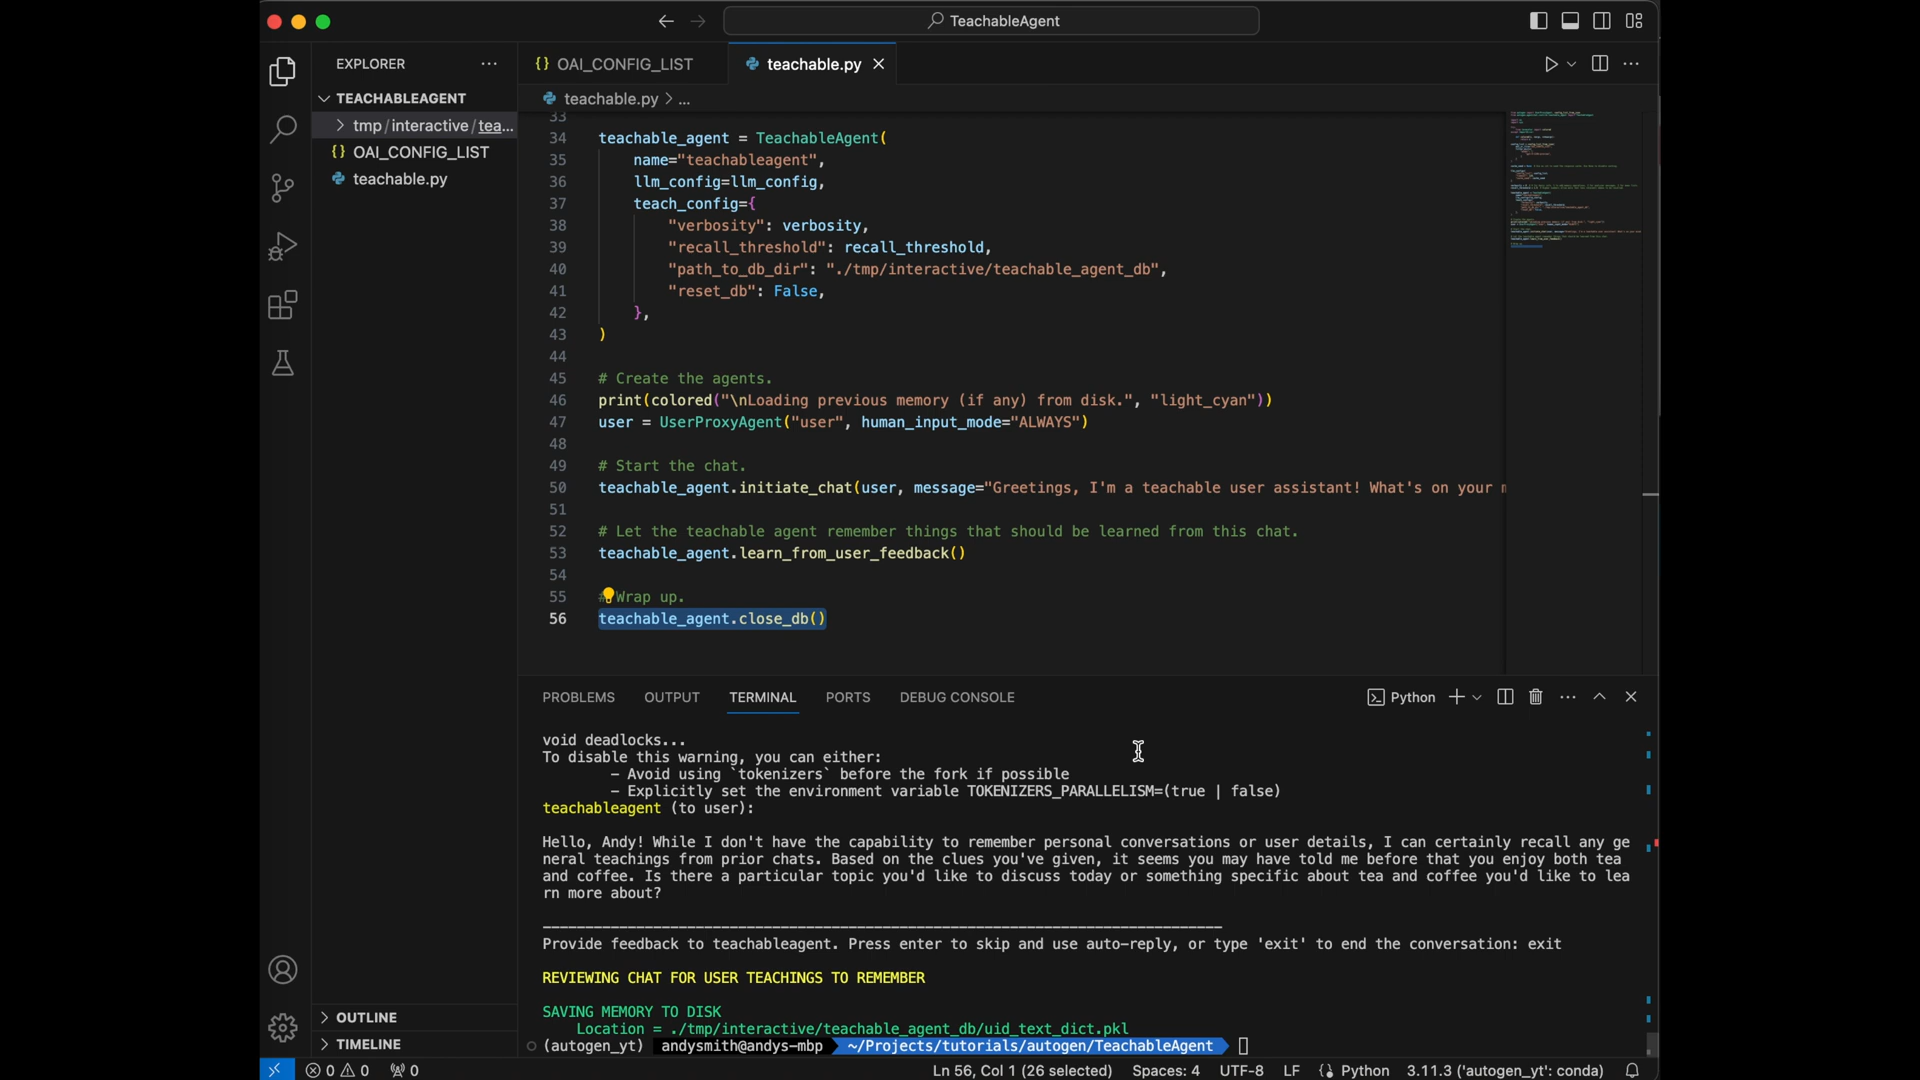 TeachableAgent
EXPLORER
OAI_CONFIG_LIST
teachable.py
TEACHABLEAGENT
tmp/interactive/tea...
OAI_CONFIG_LIST
teachable.py
teachable.py > ...
33
34 teachable_agent = TeachableAgent(
35 name="teachableagent",
36 llm_config=llm_config,
37 teach_config={
38 "verbosity": verbosity,
39 "recall_threshold": recall_threshold,
40 "path_to_db_dir": "./tmp/interactive/teachable_agent_db",
41 "reset_db": False,
42 },
43 )
44
45 # Create the agents.
46 print(colored("\nLoading previous memory (if any) from disk.", "light_cyan"))
47 user = UserProxyAgent("user", human_input_mode="ALWAYS")
48
49 # Start the chat.
50 teachable_agent.initiate_chat(user, message="Greetings, I'm a teachable user assistant! What's on your
51
52 # Let the teachable agent remember things that should be learned from this chat.
53 teachable_agent.learn_from_user_feedback()
54
55 # Wrap up.
56 teachable_agent.close_db()
PROBLEMS OUTPUT TERMINAL PORTS DEBUG CONSOLE
Python
void deadlocks...
To disable this warning, you can either:
- Avoid using `tokenizers` before the fork if possible
- Explicitly set the environment variable TOKENIZERS_PARALLELISM=(true | false)
teachableagent (to user):
Hello, Andy! While I don't have the capability to remember personal conversations or user details, I can certainly recall any ge
neral teachings from prior chats. Based on the clues you've given, it seems you may have told me before that you enjoy both tea
and coffee. Is there a particular topic you'd like to discuss today or something specific about tea and coffee you'd like to lea
rn more about?
--------------------------------------------------------------------------------
Provide feedback to teachableagent. Press enter to skip and use auto-reply, or type 'exit' to end the conversation: exit
REVIEWING CHAT FOR USER TEACHINGS TO REMEMBER
SAVING MEMORY TO DISK
Location = ./tmp/interactive/teachable_agent_db/uid_text_dict.pkl
(autogen_yt) andysmith@andys-mbp ~/Projects/tutorials/autogen/TeachableAgent
OUTLINE
TIMELINE
0 0 0
Ln 56, Col 1 (26 selected) Spaces: 4 UTF-8 LF Python 3.11.3 ('autogen_yt': conda)